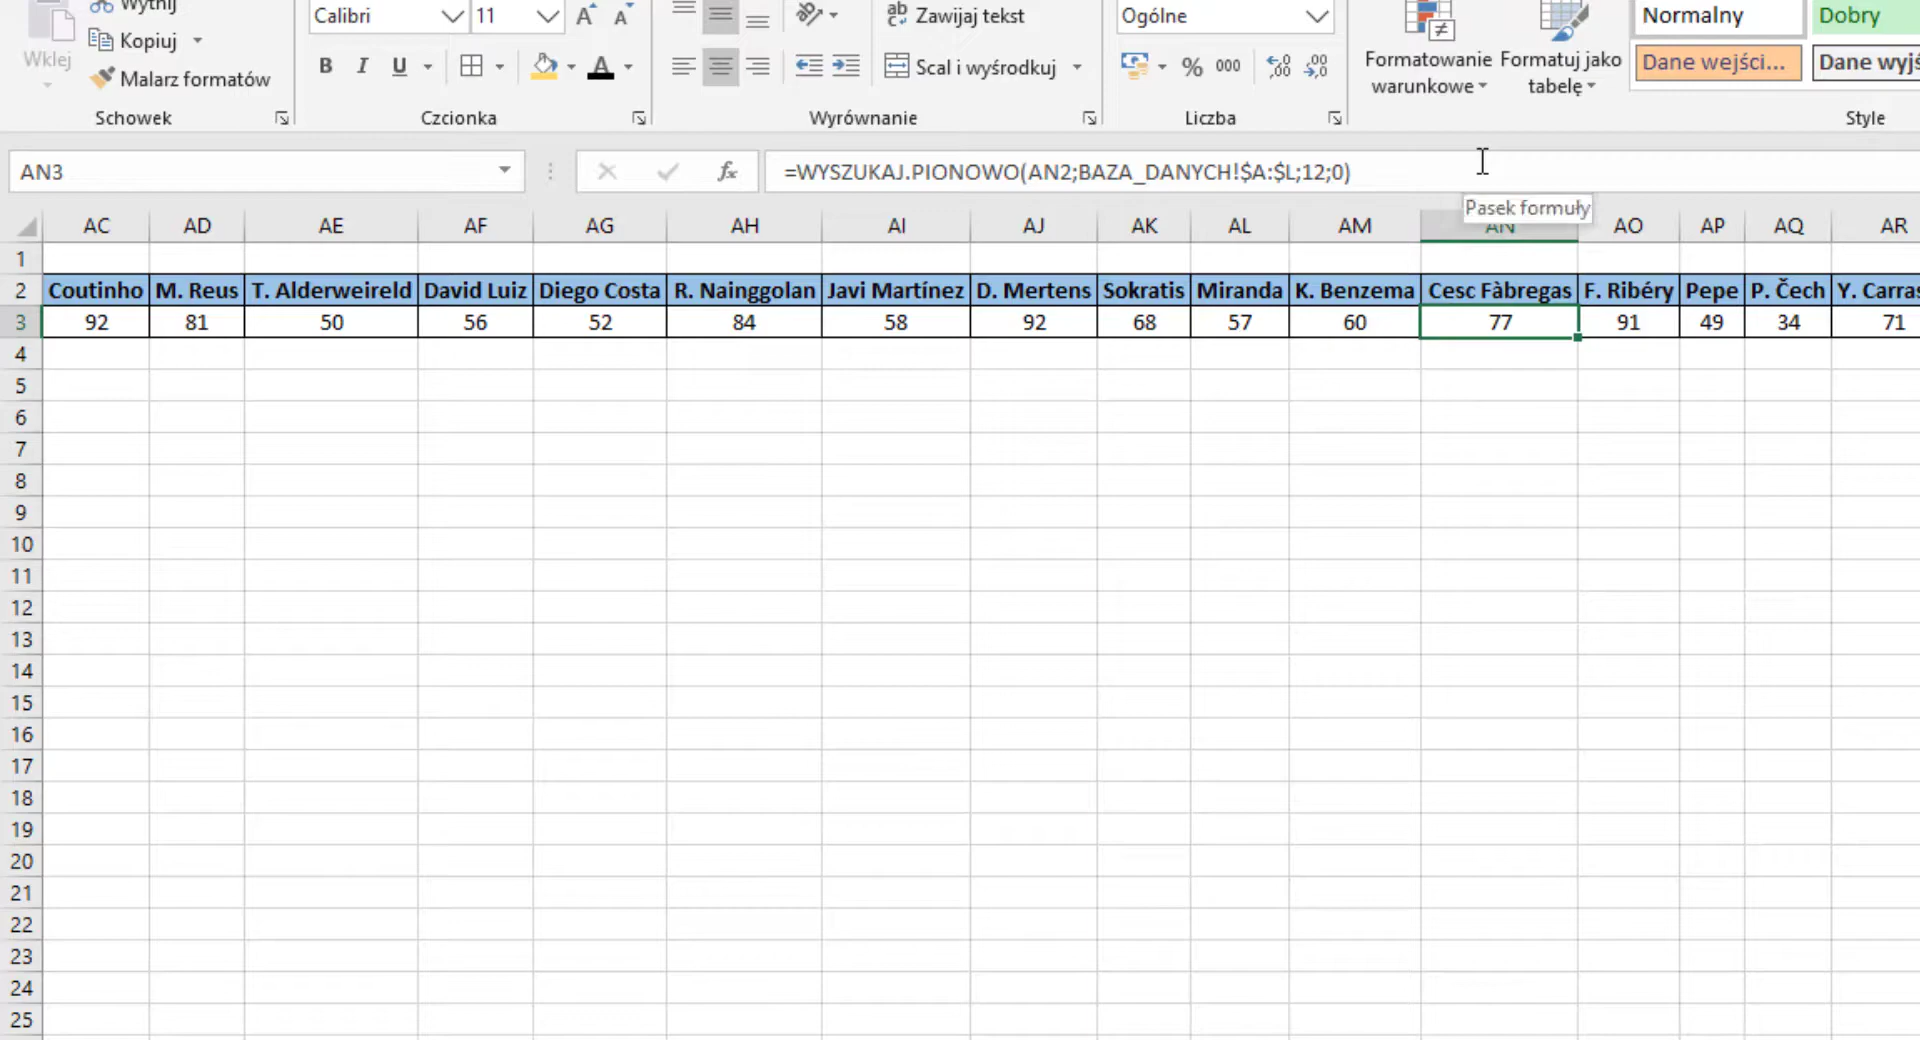 Wytnij
Kopiuj
Wklej
Malarz formatów
Schowek
Calibri 11
B I U
Czcionka
Zawijaj tekst
Scal i wyśrodkuj
Wyrównanie
Ogólne
% 000
Liczba
Formatowanie warunkowe
Formatuj jako tabelę
Normalny Dobry
Dane wejści... Dane wyjś
Style
AN3 fx =WYSZUKAJ.PIONOWO(AN2;BAZA_DANYCH!$A:$L;12;0)
Pasek formuły
AC AD AE AF AG AH AI AJ AK AL AM AN AO AP AQ AR
1
2 Coutinho M. Reus T. Alderweireld David Luiz Diego Costa R. Nainggolan Javi Martínez D. Mertens Sokratis Miranda K. Benzema Cesc Fàbregas F. Ribéry Pepe P. Čech Y. Carras
3 92 81 50 56 52 84 58 92 68 57 60 77 91 49 34 71
4
5
6
7
8
9
10
11
12
13
14
15
16
17
18
19
20
21
22
23
24
25